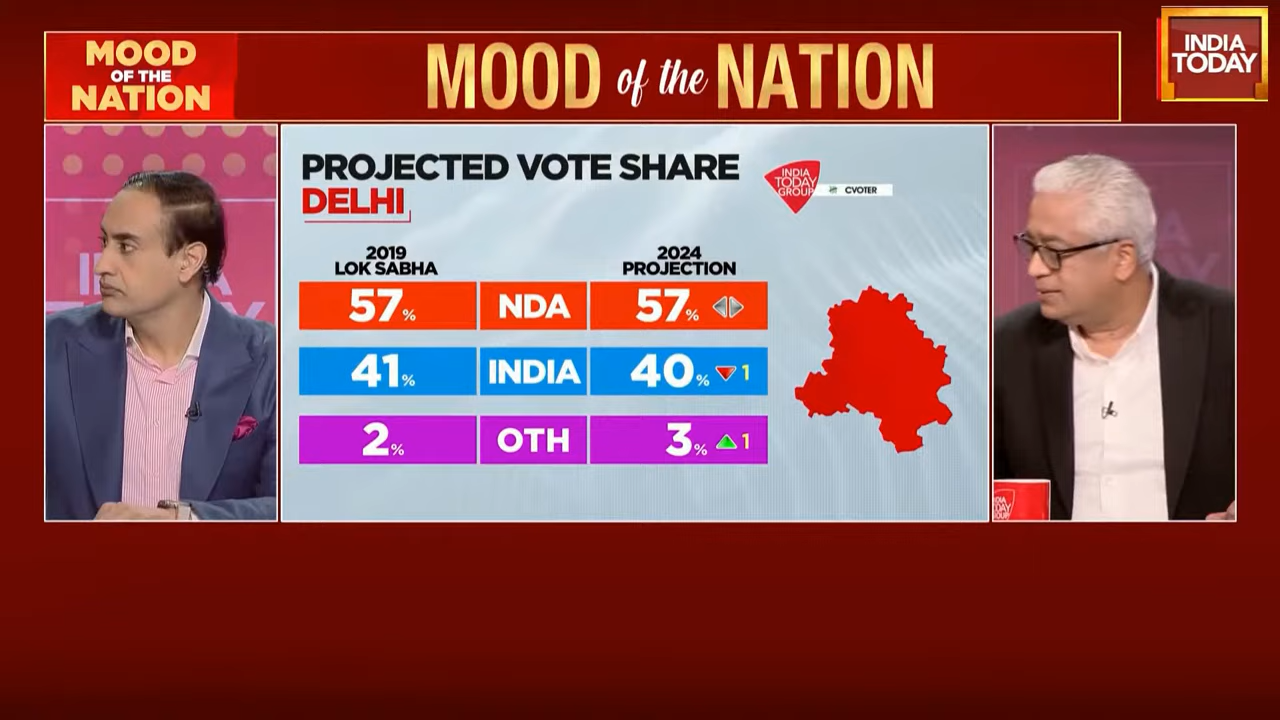 MOOD
OF THE
NATION
MOOD of the NATION
INDIA
TODAY
PROJECTED VOTE SHARE
DELHI
INDIA
TODAY
GROUP
CVOTER
2019
LOK SABHA
2024
PROJECTION
57% NDA 57%
41% INDIA 40% 1
2% OTH 3% 1